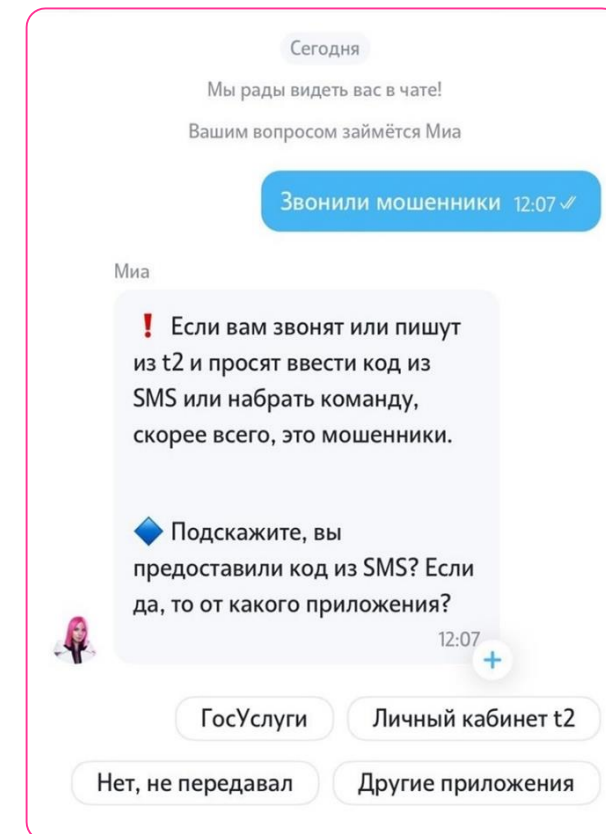 Сегодня
Мы рады видеть вас в чате!
Вашим вопросом займётся Миа
Звонили мошенники 12:07
Миа
❗ Если вам звонят или пишут
из t2 и просят ввести код из
SMS или набрать команду,
скорее всего, это мошенники.
🔷 Подскажите, вы
предоставили код из SMS? Если
да, то от какого приложения?
12:07
+
ГосУслуги Личный кабинет t2
Нет, не передавал Другие приложения